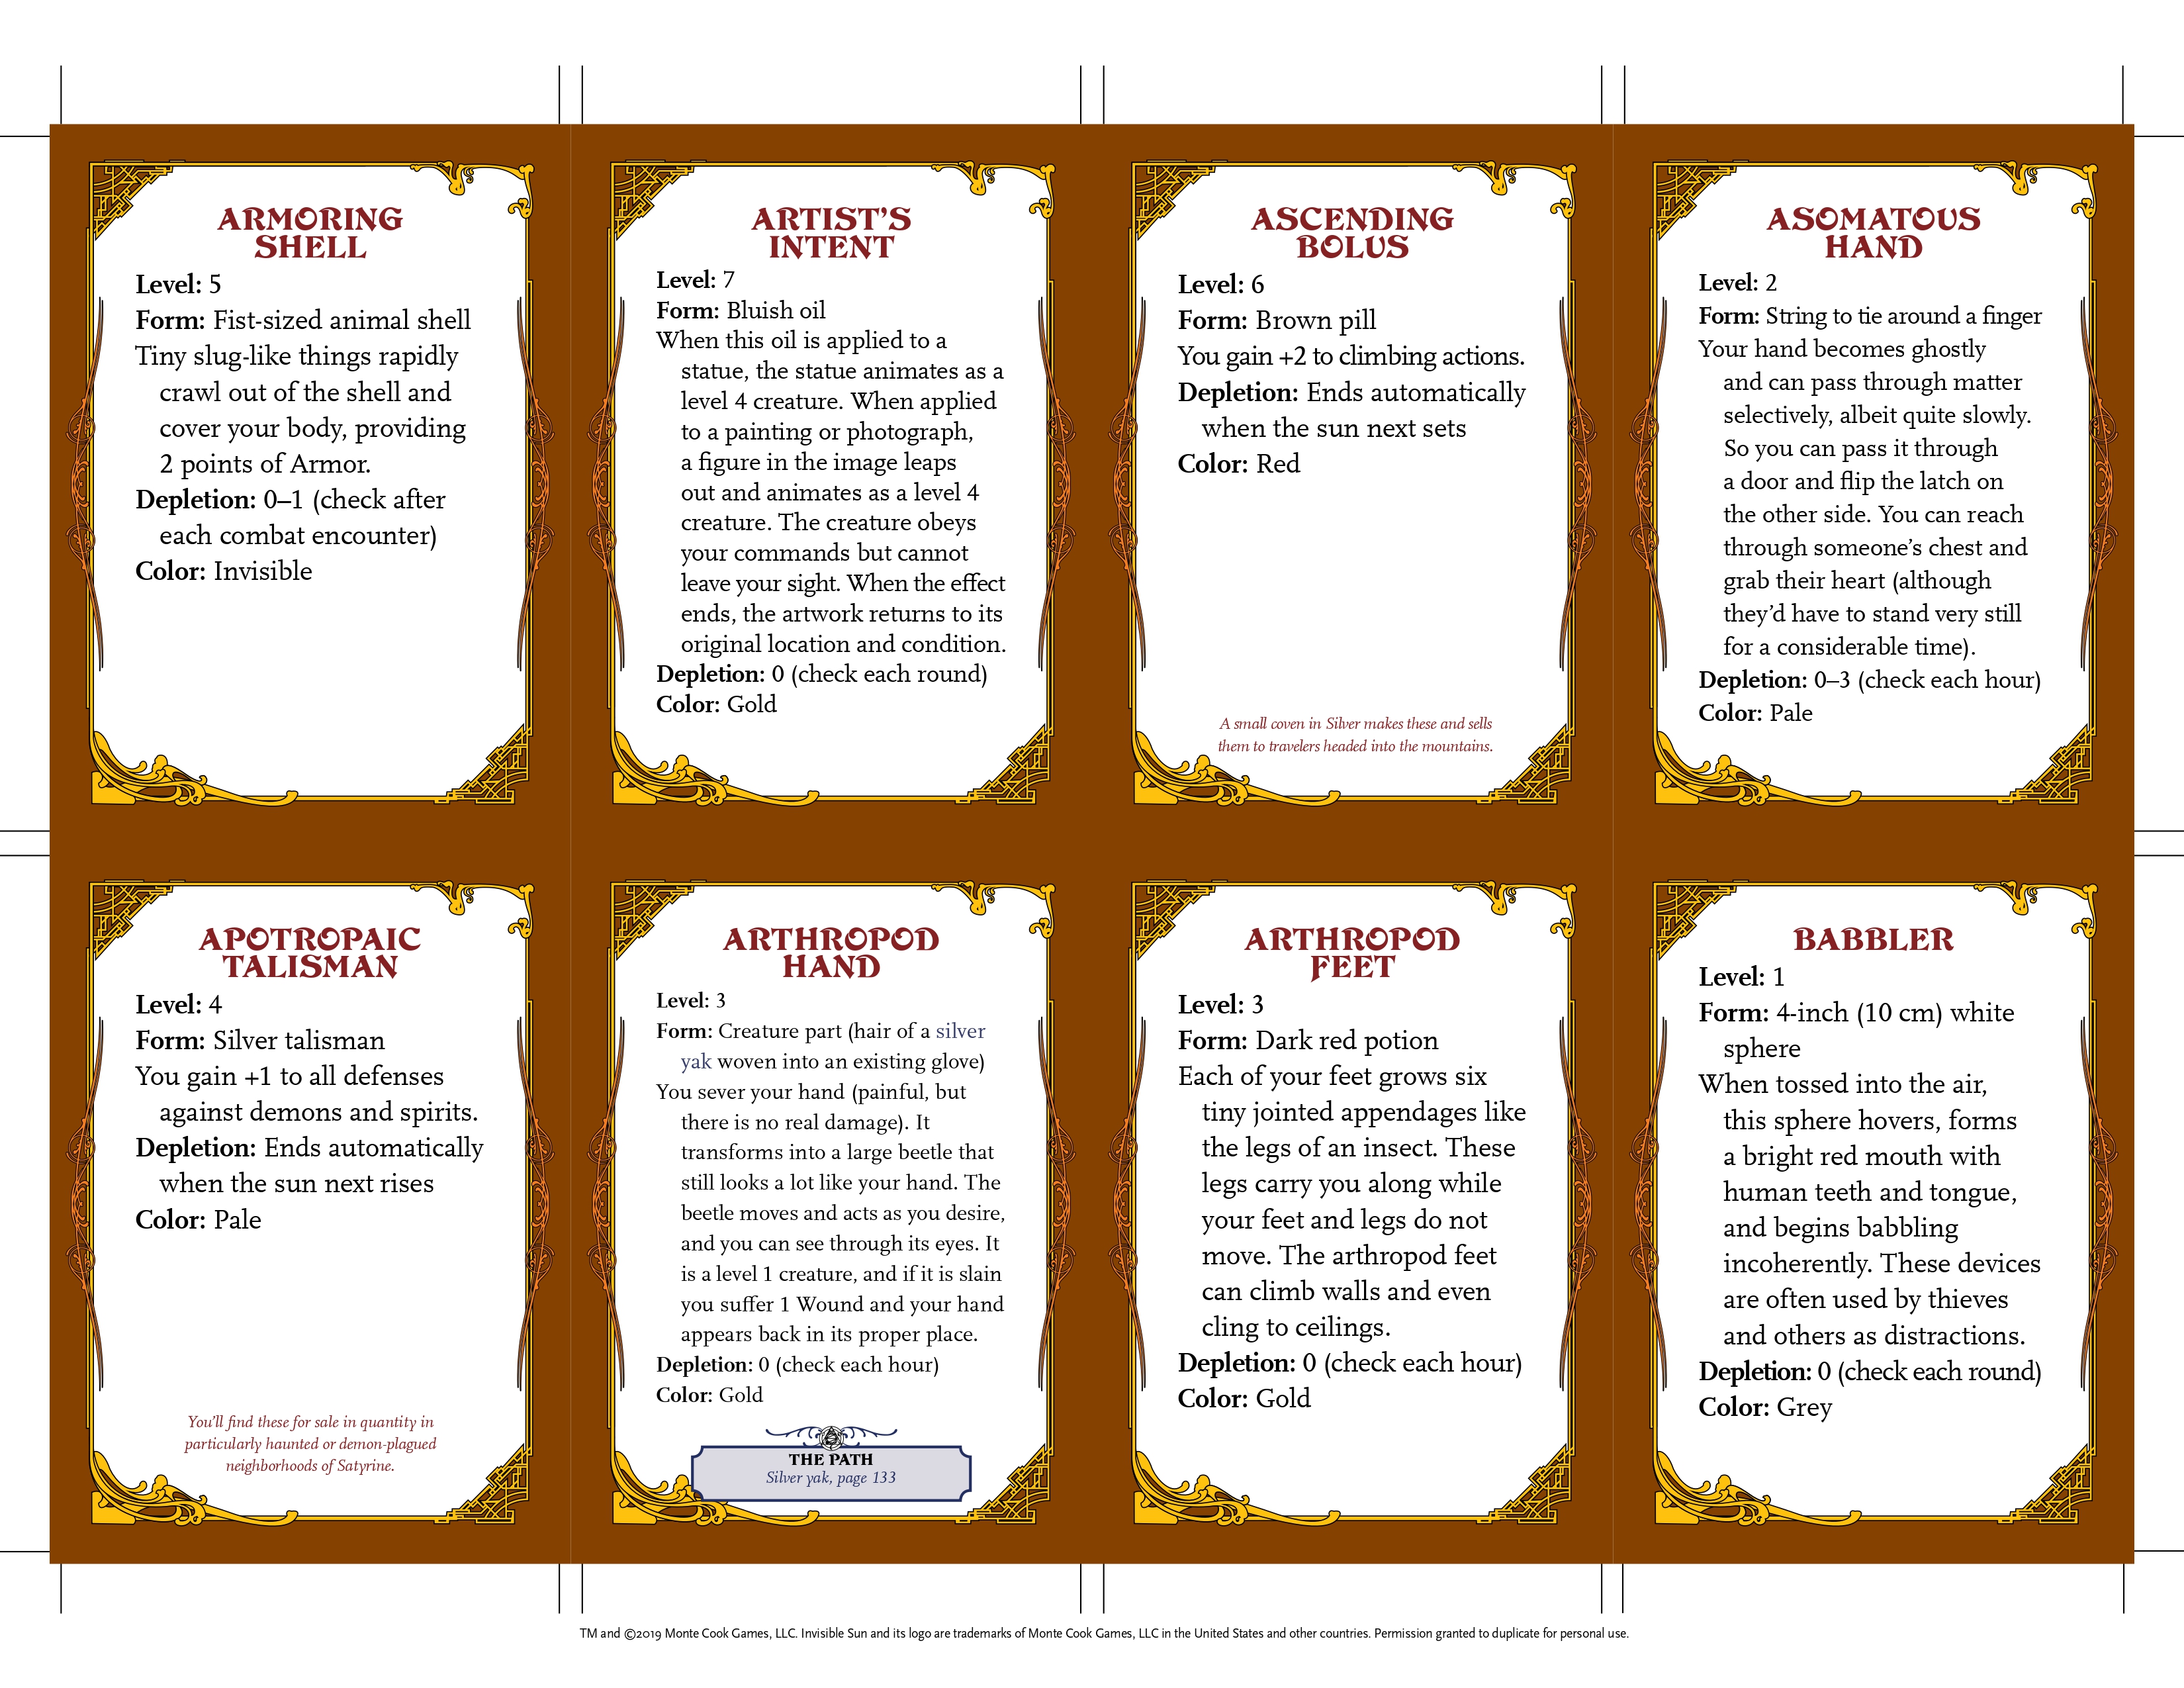 ARMORING
SHELL
Level: 5
Form: Fist-sized animal shell
Tiny slug-like things rapidly
crawl out of the shell and
cover your body, providing
2 points of Armor.
Depletion: 0–1 (check after
each combat encounter)
Color: Invisible
ARTIST'S
INTENT
Level: 7
Form: Bluish oil
When this oil is applied to a
statue, the statue animates as a
level 4 creature. When applied
to a painting or photograph,
a figure in the image leaps
out and animates as a level 4
creature. The creature obeys
your commands but cannot
leave your sight. When the effect
ends, the artwork returns to its
original location and condition.
Depletion: 0 (check each round)
Color: Gold
ASCENDING
BOLUS
Level: 6
Form: Brown pill
You gain +2 to climbing actions.
Depletion: Ends automatically
when the sun next sets
Color: Red
A small coven in Silver makes these and sells
them to travelers headed into the mountains.
ASOMATOUS
HAND
Level: 2
Form: String to tie around a finger
Your hand becomes ghostly
and can pass through matter
selectively, albeit quite slowly.
So you can pass it through
a door and flip the latch on
the other side. You can reach
through someone's chest and
grab their heart (although
they'd have to stand very still
for a considerable time).
Depletion: 0–3 (check each hour)
Color: Pale
APOTROPAIC
TALISMAN
Level: 4
Form: Silver talisman
You gain +1 to all defenses
against demons and spirits.
Depletion: Ends automatically
when the sun next rises
Color: Pale
You'll find these for sale in quantity in
particularly haunted or demon-plagued
neighborhoods of Satyrine.
ARTHROPOD
HAND
Level: 3
Form: Creature part (hair of a silver
yak woven into an existing glove)
You sever your hand (painful, but
there is no real damage). It
transforms into a large beetle that
still looks a lot like your hand. The
beetle moves and acts as you desire,
and you can see through its eyes. It
is a level 1 creature, and if it is slain
you suffer 1 Wound and your hand
appears back in its proper place.
Depletion: 0 (check each hour)
Color: Gold
THE PATH
Silver yak, page 133
ARTHROPOD
FEET
Level: 3
Form: Dark red potion
Each of your feet grows six
tiny jointed appendages like
the legs of an insect. These
legs carry you along while
your feet and legs do not
move. The arthropod feet
can climb walls and even
cling to ceilings.
Depletion: 0 (check each hour)
Color: Gold
BABBLER
Level: 1
Form: 4-inch (10 cm) white
sphere
When tossed into the air,
this sphere hovers, forms
a bright red mouth with
human teeth and tongue,
and begins babbling
incoherently. These devices
are often used by thieves
and others as distractions.
Depletion: 0 (check each round)
Color: Grey
TM and ©2019 Monte Cook Games, LLC. Invisible Sun and its logo are trademarks of Monte Cook Games, LLC in the United States and other countries. Permission granted to duplicate for personal use.